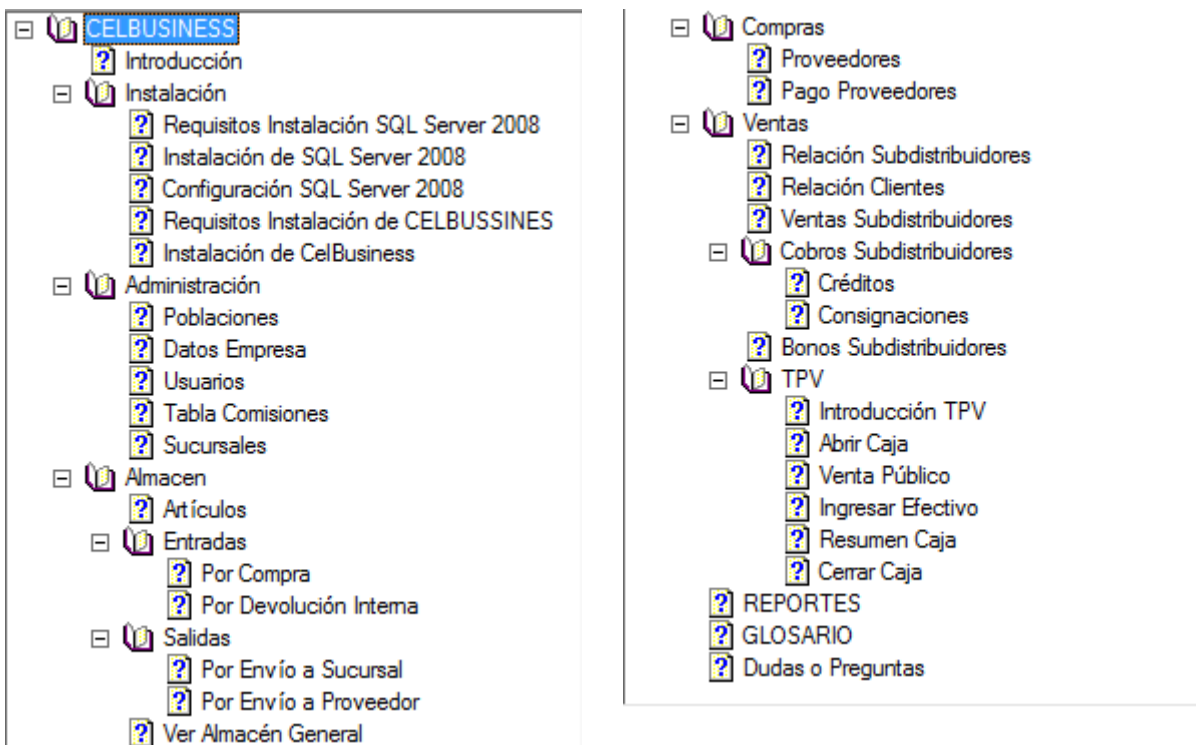 CELBUSINESS
Introducción
Instalación
Requisitos Instalación SQL Server 2008
Instalación de SQL Server 2008
Configuración SQL Server 2008
Requisitos Instalación de CELBUSSINES
Instalación de CelBusiness
Administración
Poblaciones
Datos Empresa
Usuarios
Tabla Comisiones
Sucursales
Almacen
Artículos
Entradas
Por Compra
Por Devolución Interna
Salidas
Por Envío a Sucursal
Por Envío a Proveedor
Ver Almacén General
Compras
Proveedores
Pago Proveedores
Ventas
Relación Subdistribuidores
Relación Clientes
Ventas Subdistribuidores
Cobros Subdistribuidores
Créditos
Consignaciones
Bonos Subdistribuidores
TPV
Introducción TPV
Abrir Caja
Venta Público
Ingresar Efectivo
Resumen Caja
Cerrar Caja
REPORTES
GLOSARIO
Dudas o Preguntas